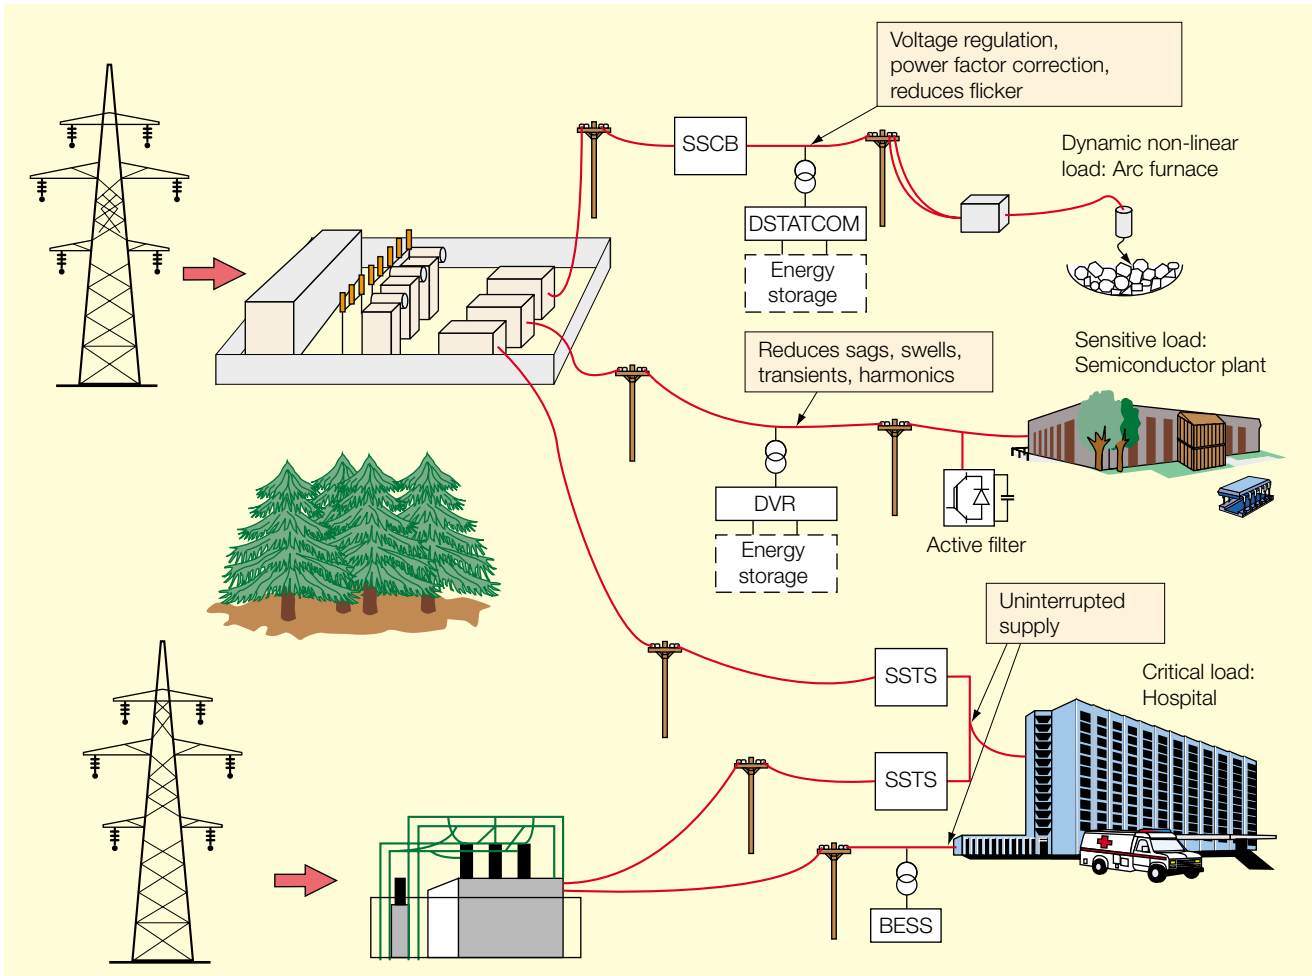 Voltage regulation,
power factor correction,
reduces flicker
SSCB
Dynamic non-linear
load: Arc furnace
DSTATCOM
Energy
storage
Reduces sags, swells,
transients, harmonics
Sensitive load:
Semiconductor plant
DVR
Energy
storage
Active filter
Uninterrupted
supply
SSTS
Critical load:
Hospital
SSTS
BESS